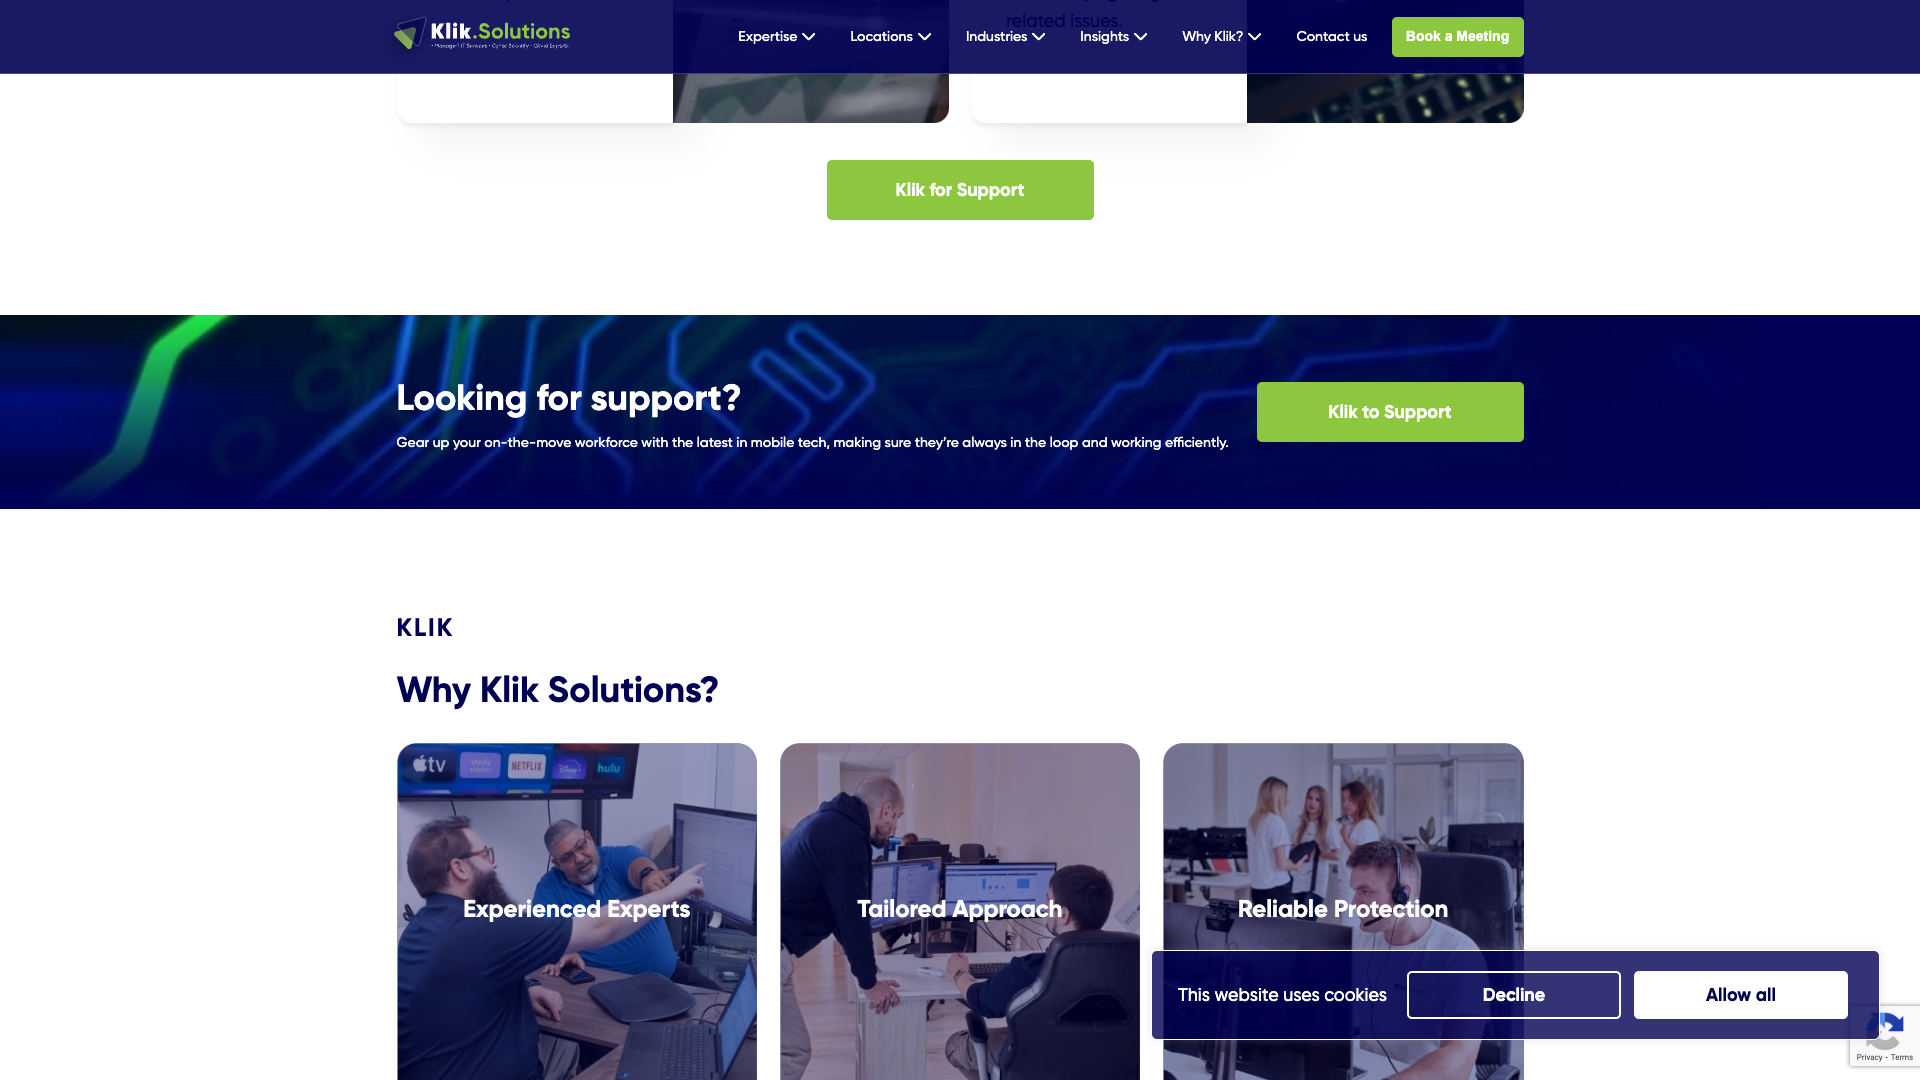 related issues.
Klik.Solutions
• Managed IT Services • Cyber Security • Cloud Experts
Expertise
Locations
Industries
Insights
Why Klik?
Contact us
Book a Meeting
Klik for Support
Looking for support?
Gear up your on-the-move workforce with the latest in mobile tech, making sure they’re always in the loop and working efficiently.
Klik to Support
KLIK
Why Klik Solutions?
tv
xfinity
stream
NETFLIX
Disney+
hulu
Experienced Experts
Tailored Approach
Reliable Protection
This website uses cookies
Decline
Allow all
Privacy - Terms